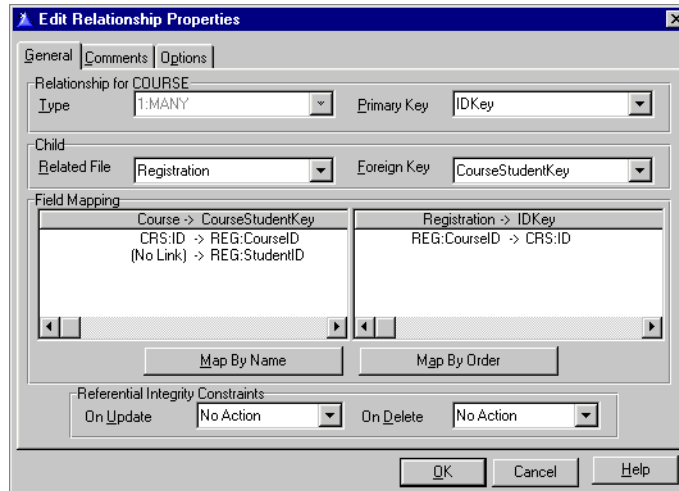 Edit Relationship Properties
General Comments Options
Relationship for COURSE
Type 1:MANY Primary Key IDKey
Child
Related File Registration Foreign Key CourseStudentKey
Field Mapping
Course -> CourseStudentKey Registration -> IDKey
CRS:ID -> REG:CourseID REG:CourseID -> CRS:ID
(No Link) -> REG:StudentID
Map By Name Map By Order
Referential Integrity Constraints
On Update No Action On Delete No Action
OK Cancel Help